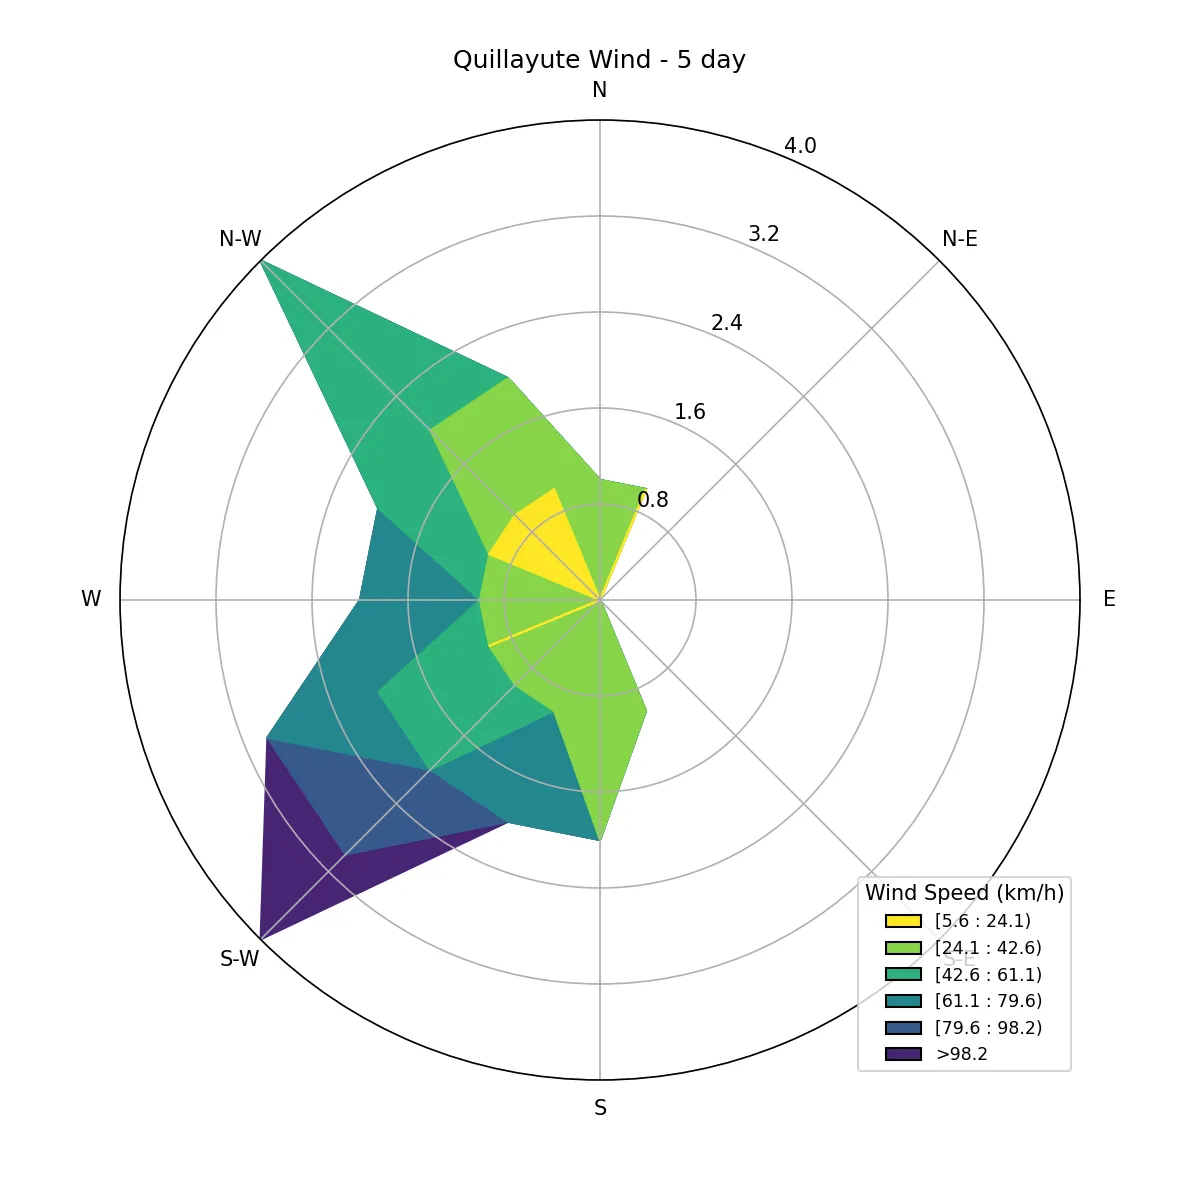 Quillayute Wind - 5 day
N
4.0
N-W
3.2
N-E
2.4
1.6
0.8
W
E
S-W
S-E
S
Wind Speed (km/h)
[5.6 : 24.1)
[24.1 : 42.6)
[42.6 : 61.1)
[61.1 : 79.6)
[79.6 : 98.2)
>98.2